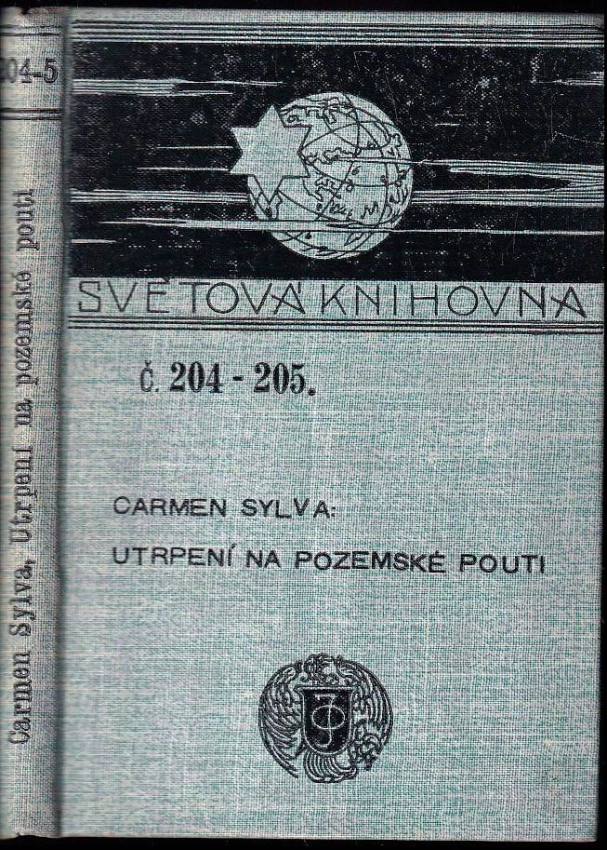 204-5
Carmen Sylva, Utrpení na pozemské pouti
SVĚTOVÁ KNIHOVNA
Č. 204 - 205.
CARMEN SYLVA:
UTRPENÍ NA POZEMSKÉ POUTI